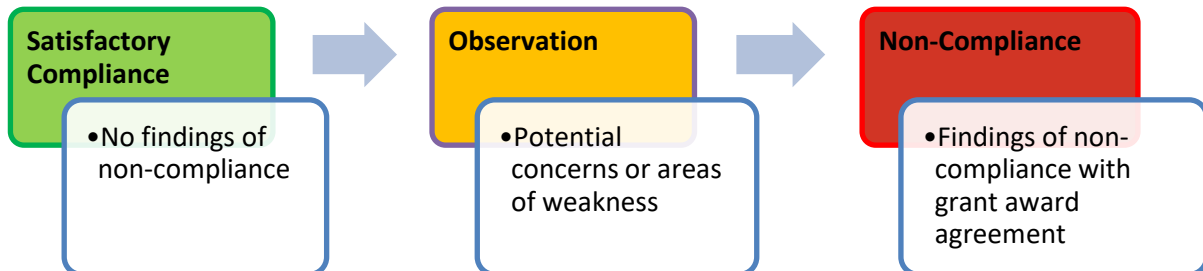 Satisfactory
Compliance
•No findings of
non-compliance
Observation
•Potential
concerns or areas
of weakness
Non-Compliance
•Findings of non-
compliance with
grant award
agreement